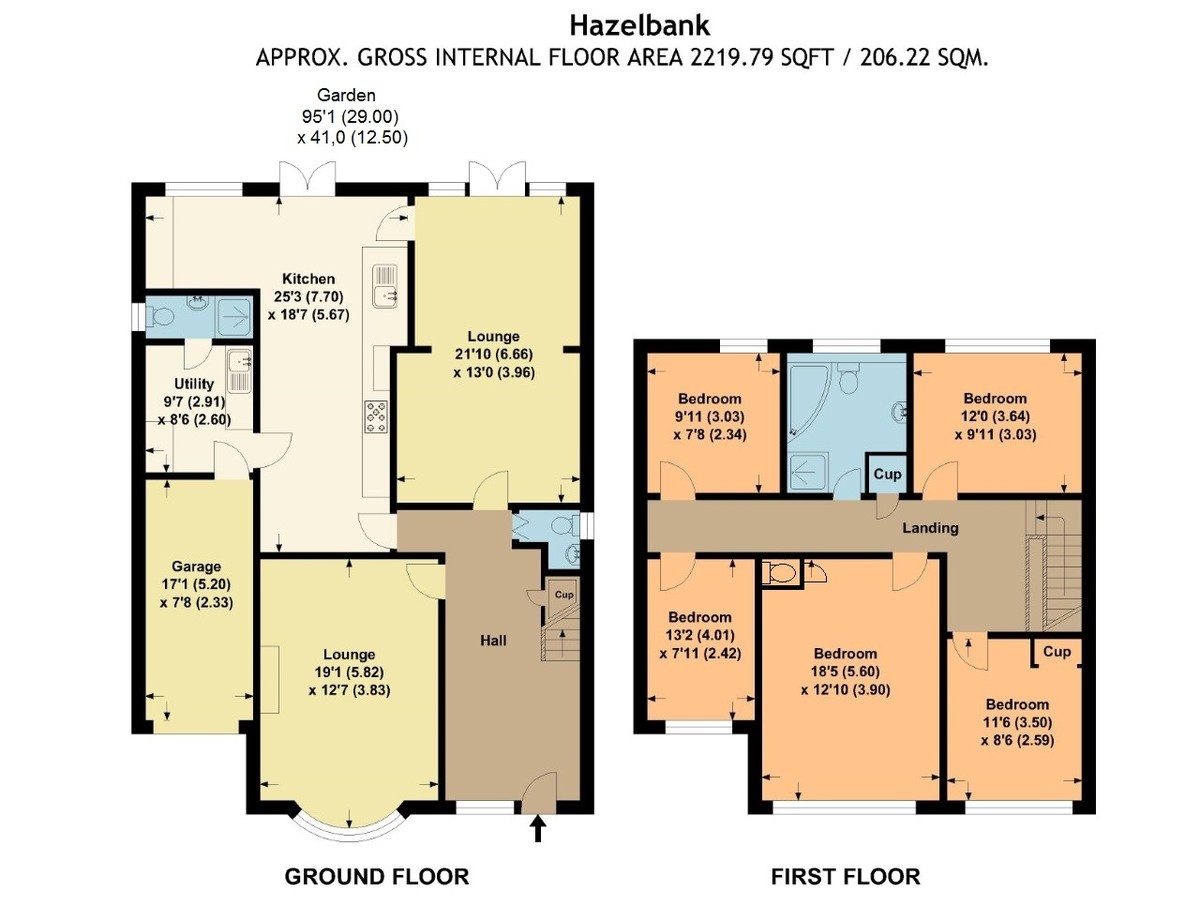 Hazelbank
APPROX. GROSS INTERNAL FLOOR AREA 2219.79 SQFT / 206.22 SQM.
Garden
95'1 (29.00)
x 41,0 (12.50)
Kitchen
25'3 (7.70)
x 18'7 (5.67)
Lounge
21'10 (6.66)
x 13'0 (3.96)
Utility
9'7 (2.91)
x 8'6 (2.60)
Garage
17'1 (5.20)
x 7'8 (2.33)
Lounge
19'1 (5.82)
x 12'7 (3.83)
Hall
Cup
GROUND FLOOR
Bedroom
9'11 (3.03)
x 7'8 (2.34)
Bedroom
12'0 (3.64)
x 9'11 (3.03)
Cup
Landing
Bedroom
13'2 (4.01)
x 7'11 (2.42)
Bedroom
18'5 (5.60)
x 12'10 (3.90)
Cup
Bedroom
11'6 (3.50)
x 8'6 (2.59)
FIRST FLOOR